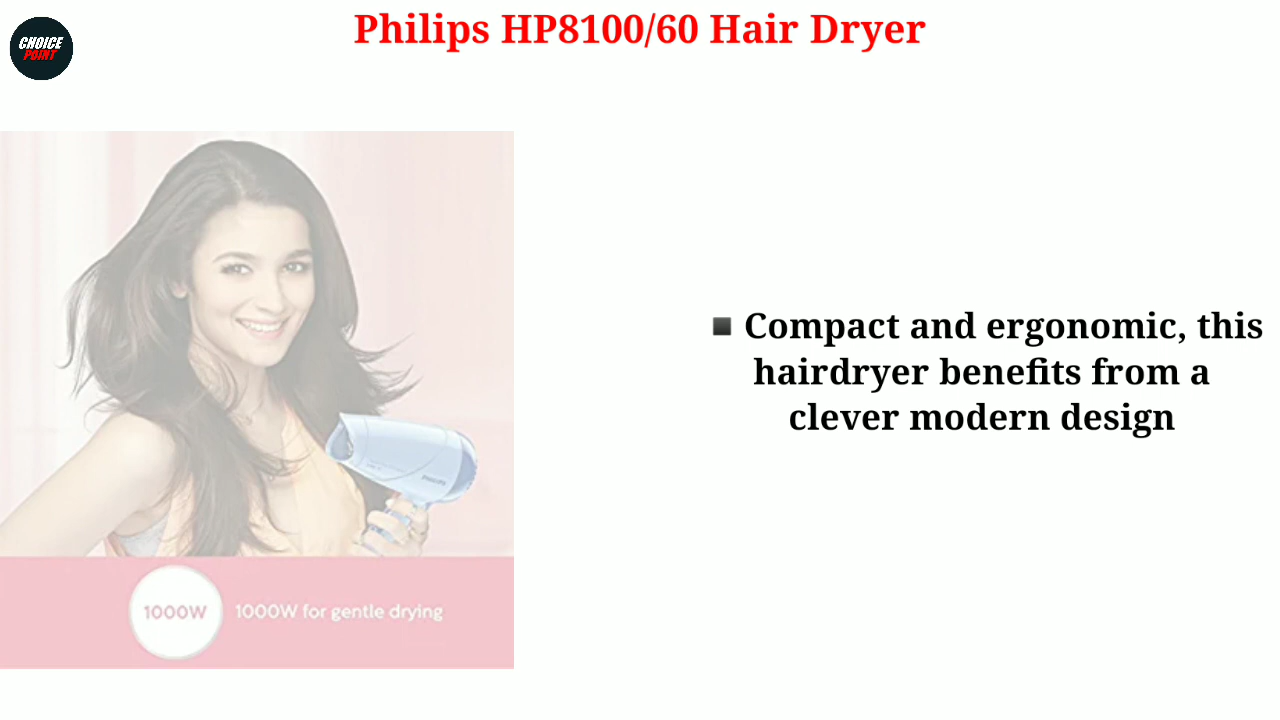 CHOICE
POINT
Philips HP8100/60 Hair Dryer
Compact and ergonomic, this
hairdryer benefits from a
clever modern design
PHILIPS
1000W
1000W for gentle drying